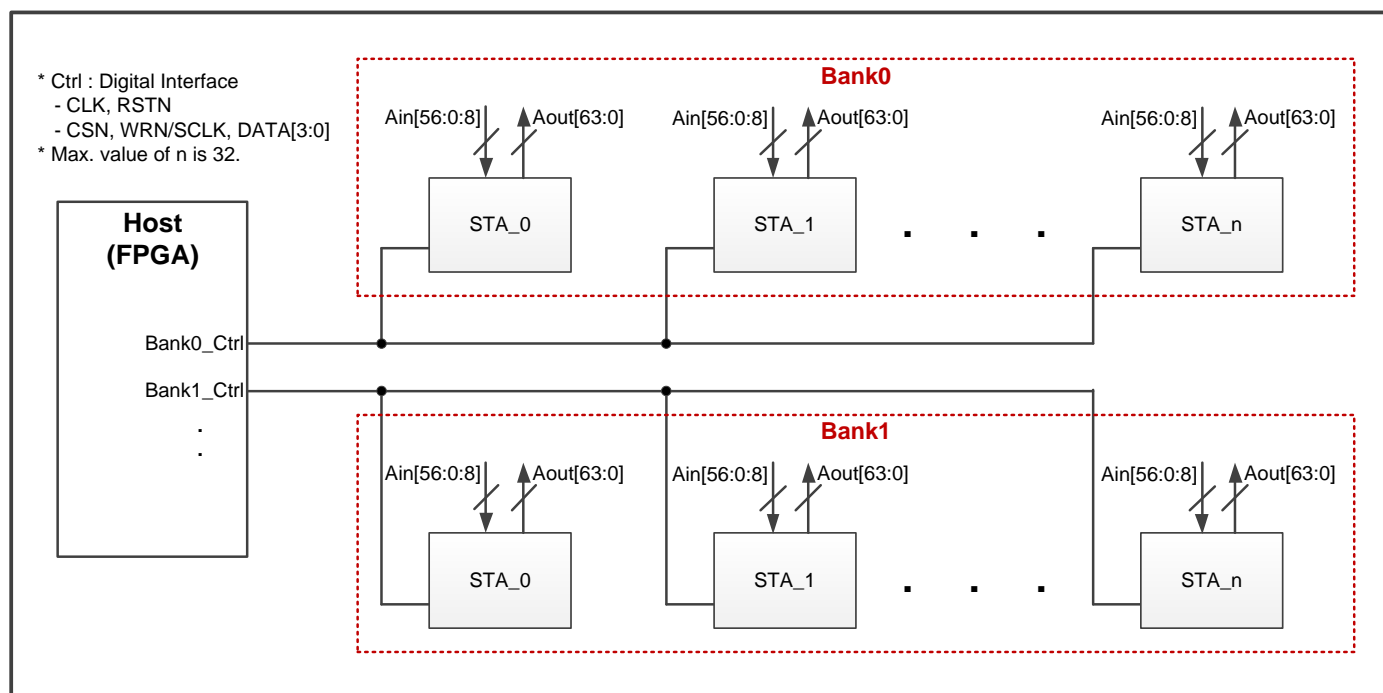 * Ctrl : Digital Interface
- CLK, RSTN
- CSN, WRN/SCLK, DATA[3:0]
* Max. value of n is 32.
Host
(FPGA)
Bank0_Ctrl
Bank1_Ctrl
.
.
Bank0
Ain[56:0:8] Aout[63:0] Ain[56:0:8] Aout[63:0] Ain[56:0:8] Aout[63:0]
STA_0 STA_1 . . . STA_n
Bank1
Ain[56:0:8] Aout[63:0] Ain[56:0:8] Aout[63:0] Ain[56:0:8] Aout[63:0]
STA_0 STA_1 . . . STA_n